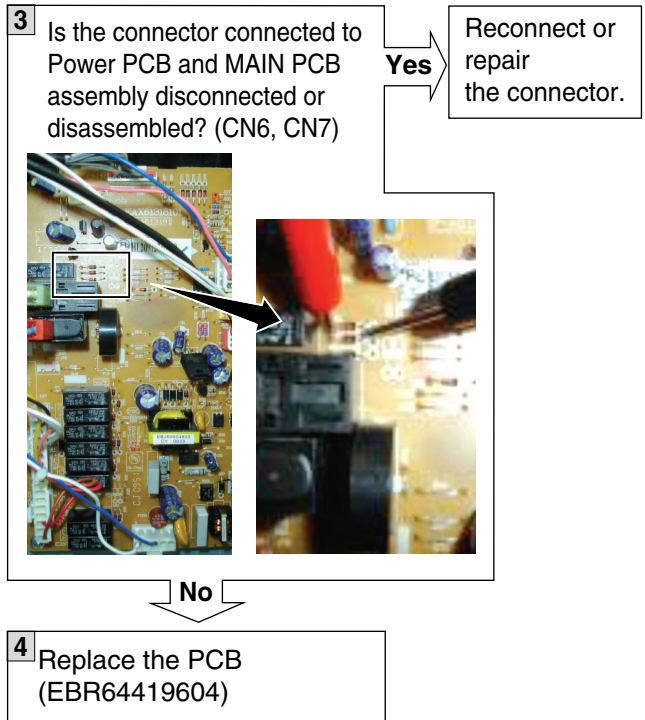 3
Is the connector connected to
Power PCB and MAIN PCB
assembly disconnected or
disassembled? (CN6, CN7)
Yes
Reconnect or
repair
the connector.
No
4
Replace the PCB
(EBR64419604)